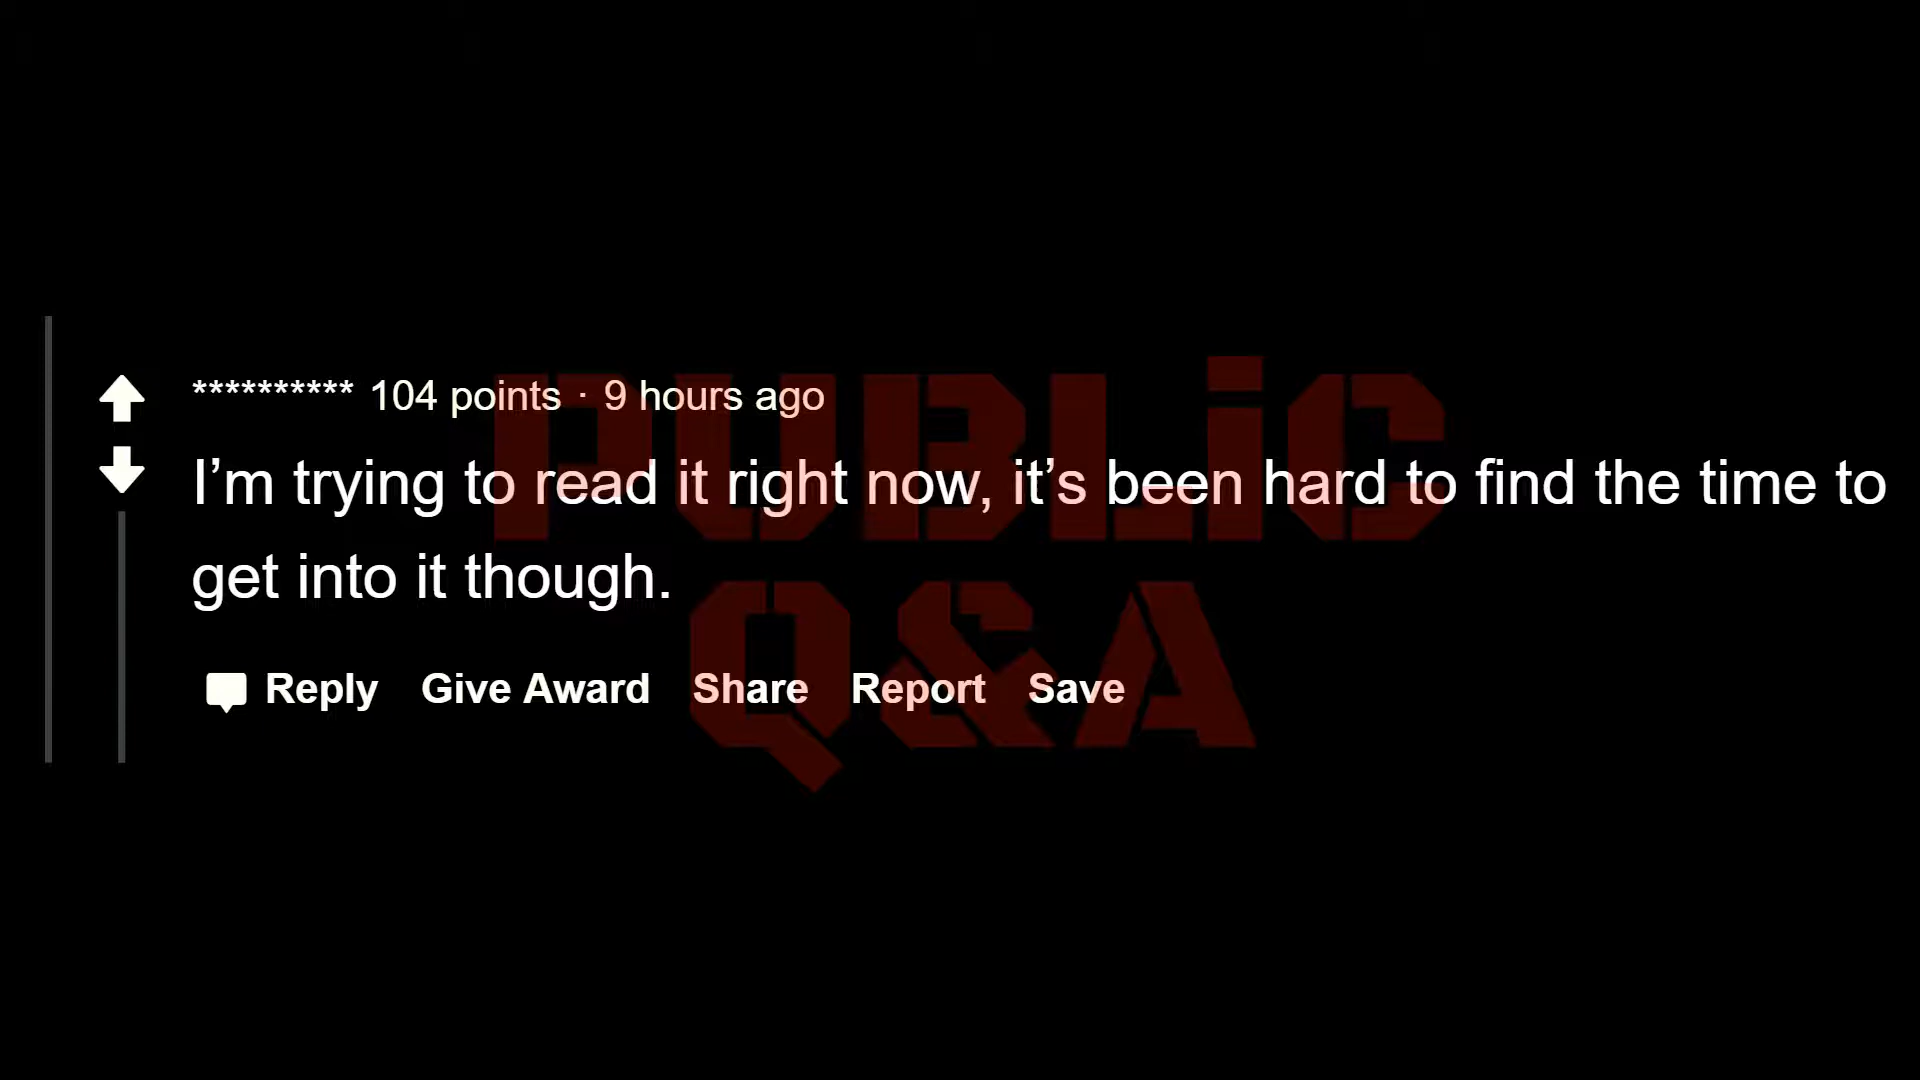 ********** 104 points · 9 hours ago
I’m trying to read it right now, it’s been hard to find the time to
get into it though.
Reply Give Award Share Report Save
PUBLiC
Q&A